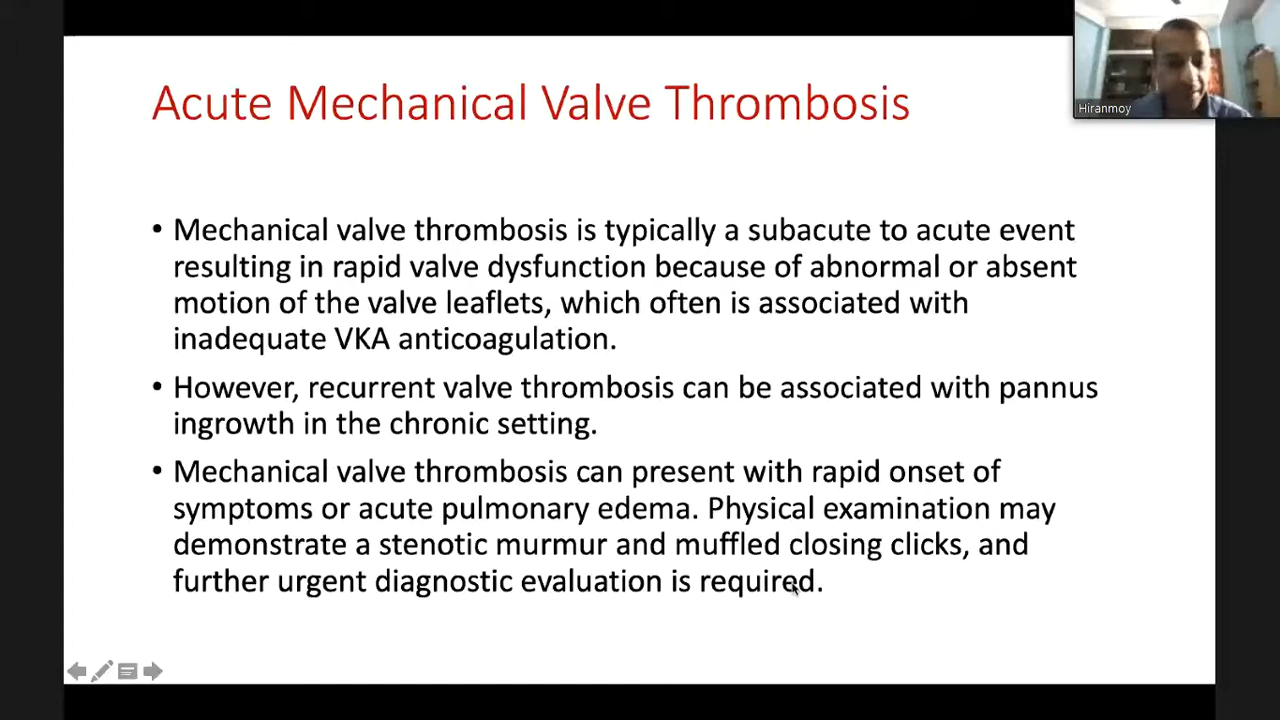 Acute Mechanical Valve Thrombosis
Hiranmoy
• Mechanical valve thrombosis is typically a subacute to acute event
resulting in rapid valve dysfunction because of abnormal or absent
motion of the valve leaflets, which often is associated with
inadequate VKA anticoagulation.
• However, recurrent valve thrombosis can be associated with pannus
ingrowth in the chronic setting.
• Mechanical valve thrombosis can present with rapid onset of
symptoms or acute pulmonary edema. Physical examination may
demonstrate a stenotic murmur and muffled closing clicks, and
further urgent diagnostic evaluation is required.